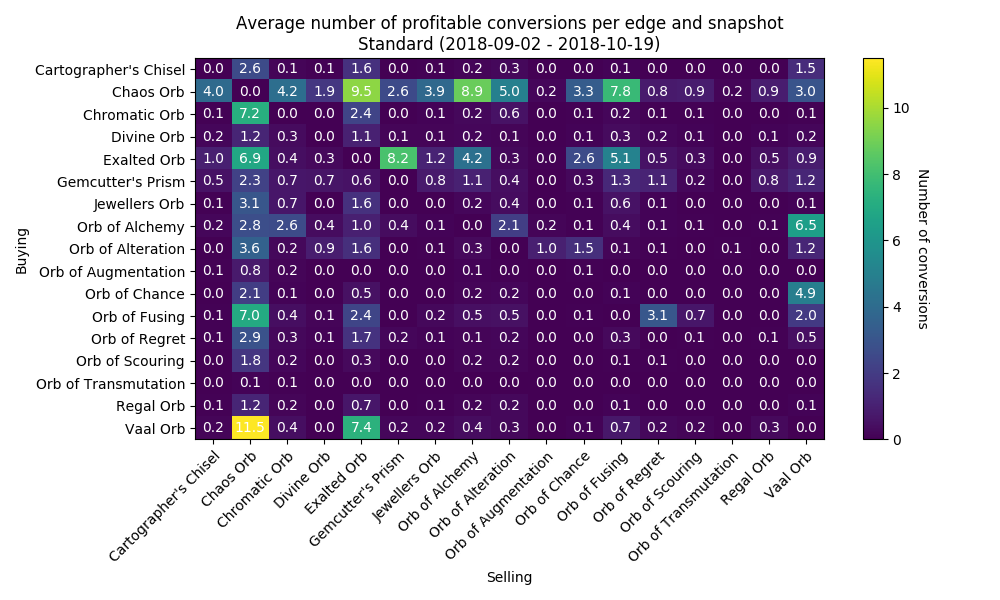 Average number of profitable conversions per edge and snapshot
Standard (2018-09-02 - 2018-10-19)
Cartographer's Chisel 0.0 2.6 0.1 0.1 1.6 0.0 0.1 0.2 0.3 0.0 0.0 0.1 0.0 0.0 0.0 0.0 1.5
Chaos Orb 4.0 0.0 4.2 1.9 9.5 2.6 3.9 8.9 5.0 0.2 3.3 7.8 0.8 0.9 0.2 0.9 3.0
Chromatic Orb 0.1 7.2 0.0 0.0 2.4 0.0 0.1 0.2 0.6 0.0 0.1 0.2 0.1 0.1 0.0 0.0 0.1
Divine Orb 0.2 1.2 0.3 0.0 1.1 0.1 0.1 0.2 0.1 0.0 0.1 0.3 0.2 0.1 0.0 0.1 0.2
Exalted Orb 1.0 6.9 0.4 0.3 0.0 8.2 1.2 4.2 0.3 0.0 2.6 5.1 0.5 0.3 0.0 0.5 0.9
Gemcutter's Prism 0.5 2.3 0.7 0.7 0.6 0.0 0.8 1.1 0.4 0.0 0.3 1.3 1.1 0.2 0.0 0.8 1.2
Jewellers Orb 0.1 3.1 0.7 0.0 1.6 0.0 0.0 0.2 0.4 0.0 0.1 0.6 0.1 0.0 0.0 0.0 0.1
Orb of Alchemy 0.2 2.8 2.6 0.4 1.0 0.4 0.1 0.0 2.1 0.2 0.1 0.4 0.1 0.1 0.0 0.1 6.5
Orb of Alteration 0.0 3.6 0.2 0.9 1.6 0.0 0.1 0.3 0.0 1.0 1.5 0.1 0.1 0.0 0.1 0.0 1.2
Orb of Augmentation 0.1 0.8 0.2 0.0 0.0 0.0 0.0 0.1 0.0 0.0 0.1 0.0 0.0 0.0 0.0 0.0 0.0
Orb of Chance 0.0 2.1 0.1 0.0 0.5 0.0 0.0 0.2 0.2 0.0 0.0 0.1 0.0 0.0 0.0 0.0 4.9
Orb of Fusing 0.1 7.0 0.4 0.1 2.4 0.0 0.2 0.5 0.5 0.0 0.1 0.0 3.1 0.7 0.0 0.0 2.0
Orb of Regret 0.1 2.9 0.3 0.1 1.7 0.2 0.1 0.1 0.2 0.0 0.0 0.3 0.0 0.1 0.0 0.1 0.5
Orb of Scouring 0.0 1.8 0.2 0.0 0.3 0.0 0.0 0.2 0.2 0.0 0.0 0.1 0.1 0.0 0.0 0.0 0.0
Orb of Transmutation 0.0 0.1 0.1 0.0 0.0 0.0 0.0 0.0 0.0 0.0 0.0 0.0 0.0 0.0 0.0 0.0 0.0
Regal Orb 0.1 1.2 0.2 0.0 0.7 0.0 0.1 0.2 0.2 0.0 0.0 0.1 0.0 0.0 0.0 0.0 0.1
Vaal Orb 0.2 11.5 0.4 0.0 7.4 0.2 0.2 0.4 0.3 0.0 0.1 0.7 0.2 0.2 0.0 0.3 0.0
Buying
Cartographer's Chisel
Chaos Orb
Chromatic Orb
Divine Orb
Exalted Orb
Gemcutter's Prism
Jewellers Orb
Orb of Alchemy
Orb of Alteration
Orb of Augmentation
Orb of Chance
Orb of Fusing
Orb of Regret
Orb of Scouring
Orb of Transmutation
Regal Orb
Vaal Orb
Selling
10
8
6
4
2
0
Number of conversions